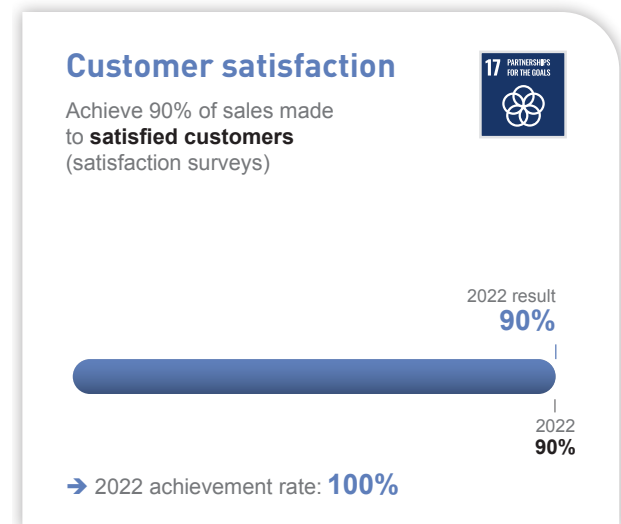 Customer satisfaction
17 PARTNERSHIPS
FOR THE GOALS
Achieve 90% of sales made
to satisfied customers
(satisfaction surveys)
2022 result
90%
2022
90%
➔ 2022 achievement rate: 100%